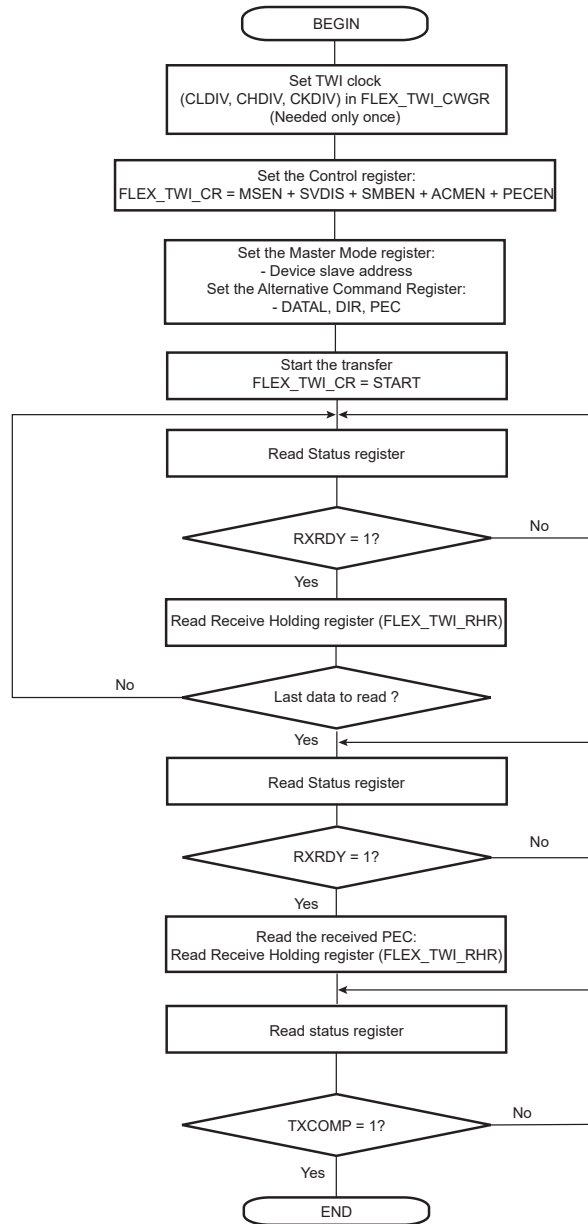 BEGIN
Set TWI clock
(CLDIV, CHDIV, CKDIV) in FLEX_TWI_CWGR
(Needed only once)
Set the Control register:
FLEX_TWI_CR = MSEN + SVDIS + SMBEN + ACMEN + PECEN
Set the Master Mode register:
- Device slave address
Set the Alternative Command Register:
- DATAL, DIR, PEC
Start the transfer
FLEX_TWI_CR = START
Read Status register
RXRDY = 1?
No
Yes
Read Receive Holding register (FLEX_TWI_RHR)
No
Last data to read ?
Yes
Read Status register
RXRDY = 1?
No
Yes
Read the received PEC:
Read Receive Holding register (FLEX_TWI_RHR)
Read status register
TXCOMP = 1?
No
Yes
END